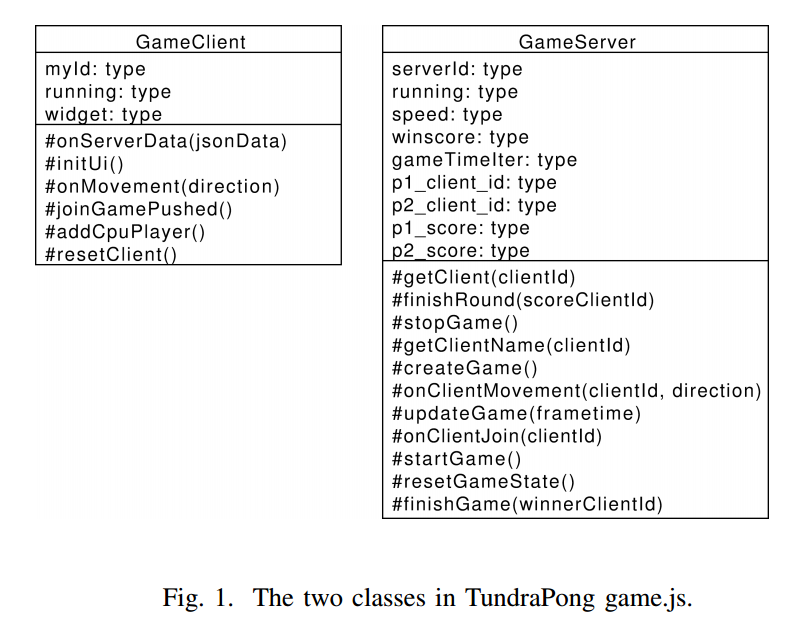 GameClient
myId: type
running: type
widget: type
#onServerData(jsonData)
#initUi()
#onMovement(direction)
#joinGamePushed()
#addCpuPlayer()
#resetClient()
GameServer
serverId: type
running: type
speed: type
winscore: type
gameTimeIter: type
p1_client_id: type
p2_client_id: type
p1_score: type
p2_score: type
#getClient(clientId)
#finishRound(scoreClientId)
#stopGame()
#getClientName(clientId)
#createGame()
#onClientMovement(clientId, direction)
#updateGame(frametime)
#onClientJoin(clientId)
#startGame()
#resetGameState()
#finishGame(winnerClientId)
Fig. 1. The two classes in TundraPong game.js.